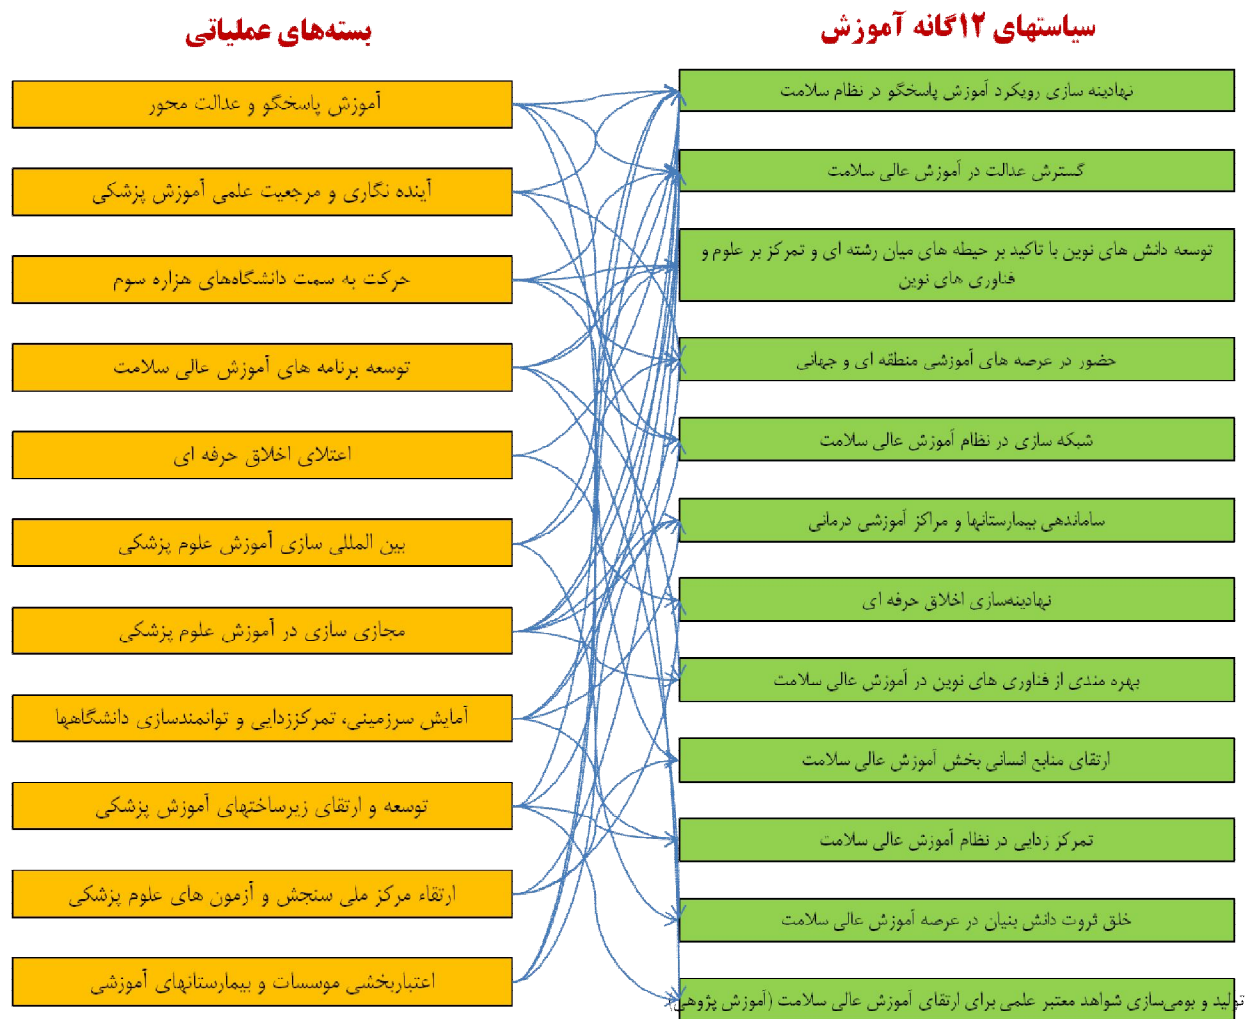 سیاستهای ۱۲گانه آموزش
نهادینه سازی رویکرد آموزش پاسخگو در نظام سلامت
گسترش عدالت در آموزش عالی سلامت
توسعه دانش های نوین با تاکید بر حیطه های میان رشته ای و تمرکز بر علوم و
فناوری های نوین
حضور در عرصه های آموزشی منطقه ای و جهانی
شبکه سازی در نظام آموزش عالی سلامت
ساماندهی بیمارستانها و مراکز آموزشی درمانی
نهادینه‌سازی اخلاق حرفه ای
بهره مندی از فناوری های نوین در آموزش عالی سلامت
ارتقای منابع انسانی بخش آموزش عالی سلامت
تمرکز زدایی در نظام آموزش عالی سلامت
خلق ثروت دانش بنیان در عرصه آموزش عالی سلامت
تولید و بومی‌سازی شواهد معتبر علمی برای ارتقای آموزش عالی سلامت (آموزش پژوهی)
بسته‌های عملیاتی
آموزش پاسخگو و عدالت محور
آینده نگاری و مرجعیت علمی آموزش پزشکی
حرکت به سمت دانشگاه‌های هزاره سوم
توسعه برنامه های آموزش عالی سلامت
اعتلای اخلاق حرفه ای
بین المللی سازی آموزش علوم پزشکی
مجازی سازی در آموزش علوم پزشکی
آمایش سرزمینی، تمرکززدایی و توانمندسازی دانشگاهها
توسعه و ارتقای زیرساختهای آموزش پزشکی
ارتقاء مرکز ملی سنجش و آزمون های علوم پزشکی
اعتباربخشی موسسات و بیمارستانهای آموزشی